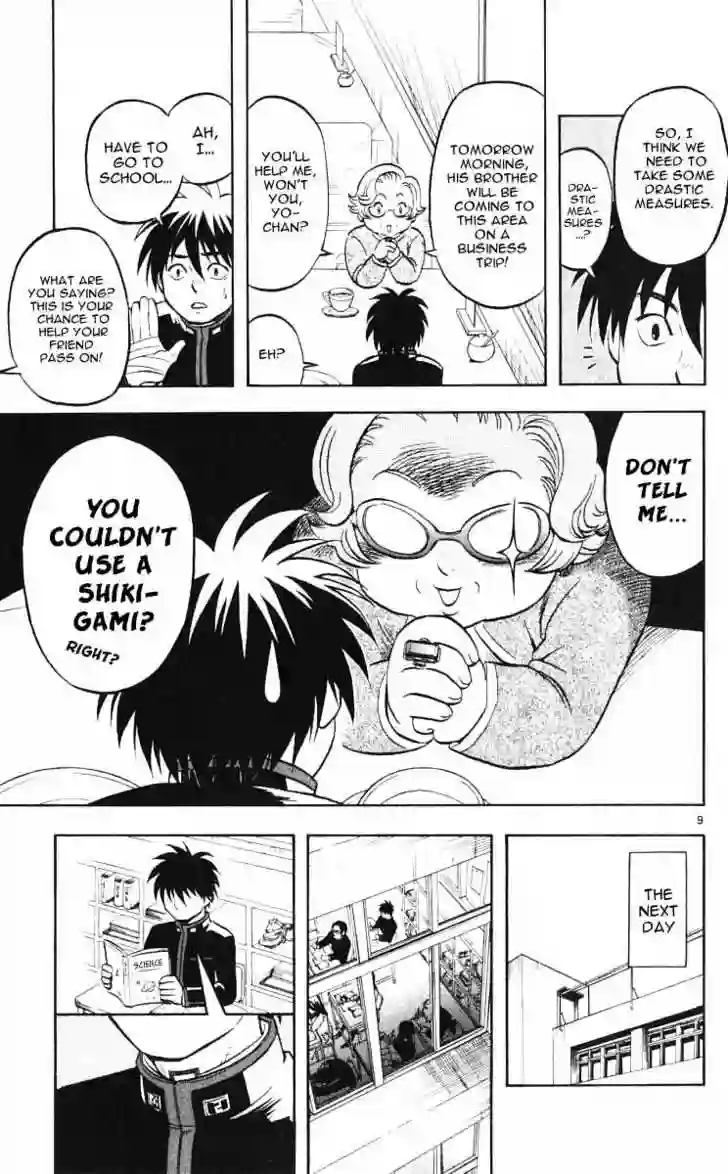 SO, I
THINK WE
NEED TO
TAKE SOME
DRASTIC
MEASURES.
DRA-
STIC
MEA-
SURES
...?
TOMORROW
MORNING,
HIS BROTHER
WILL BE
COMING TO
THIS AREA
ON A
BUSINESS
TRIP!
YOU'LL
HELP ME,
WON'T
YOU,
YO-
CHAN?
EH?
AH,
I...
HAVE TO
GO TO
SCHOOL...
WHAT ARE
YOU SAYING?
THIS IS YOUR
CHANCE TO
HELP YOUR
FRIEND
PASS ON!
DON'T
TELL
ME...
YOU
COULDN'T
USE A
SHIKI-
GAMI?
RIGHT?
9
THE
NEXT
DAY
SCIENCE